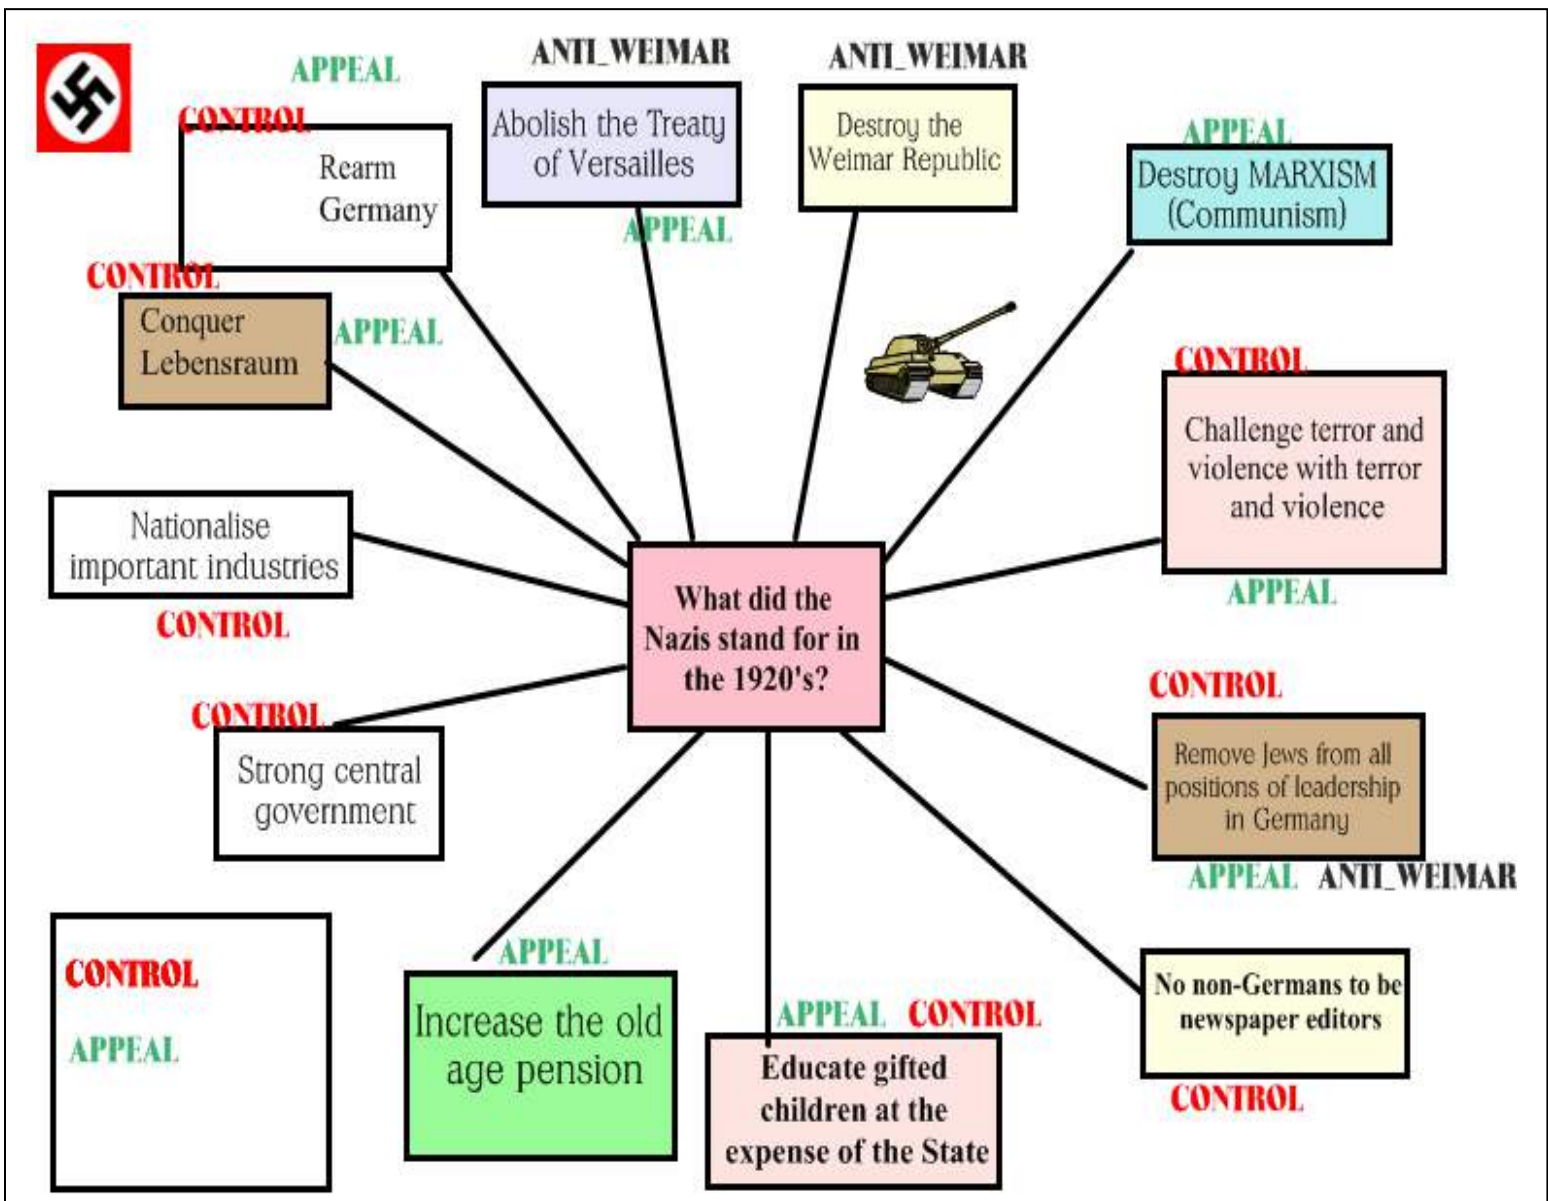 ANTI_WEIMAR
ANTI_WEIMAR
APPEAL
CONTROL
Rearm
Germany
Abolish the Treaty
of Versailles
APPEAL
Destroy the
Weimar Republic
APPEAL
Destroy MARXISM
(Communism)
CONTROL
Conquer
Lebensraum
APPEAL
CONTROL
Challenge terror and
violence with terror
and violence
APPEAL
Nationalise
important industries
CONTROL
What did the
Nazis stand for in
the 1920's?
CONTROL
Strong central
government
CONTROL
Remove Jews from all
positions of leadership
in Germany
APPEAL ANTI_WEIMAR
CONTROL
APPEAL
APPEAL
Increase the old
age pension
APPEAL CONTROL
Educate gifted
children at the
expense of the State
No non-Germans to be
newspaper editors
CONTROL